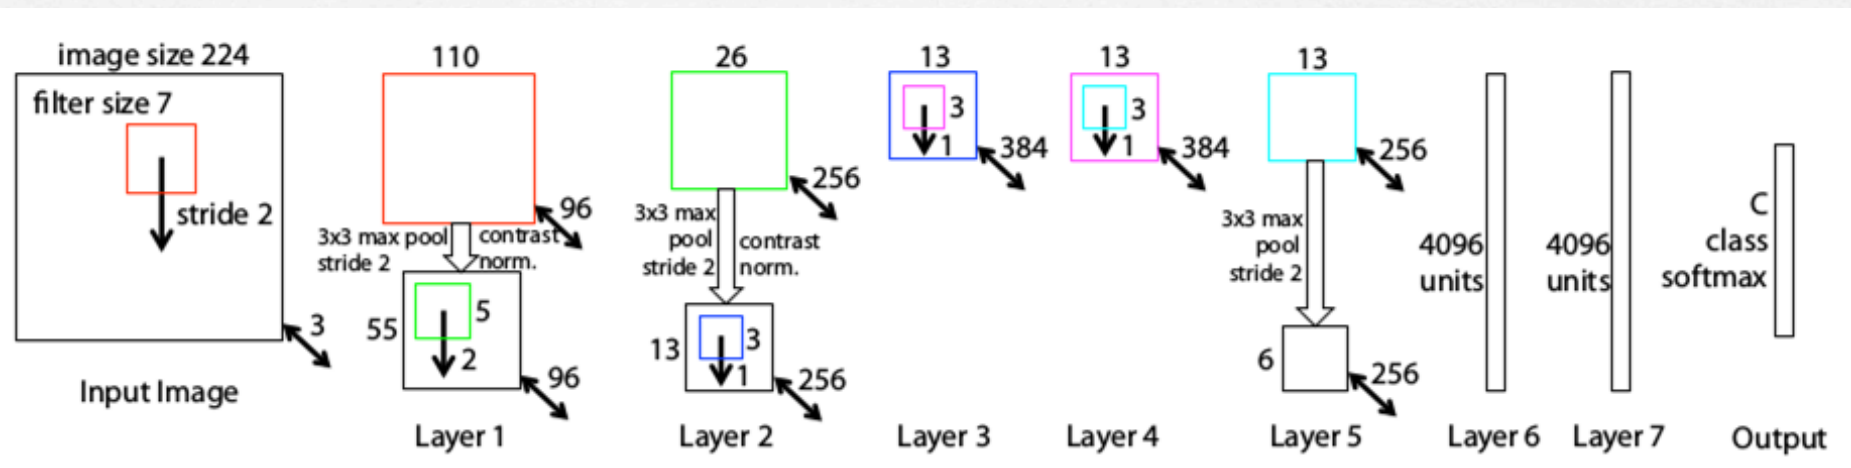 image size 224
filter size 7
stride 2
3
Input Image
110
96
3x3 max pool
stride 2
contrast
norm.
55
5
2
96
Layer 1
26
256
3x3 max
pool
stride 2
contrast
norm.
13
3
1
256
Layer 2
13
3
1
384
Layer 3
13
3
1
384
Layer 4
13
256
3x3 max
pool
stride 2
6
256
Layer 5
4096
units
Layer 6
4096
units
Layer 7
C
class
softmax
Output